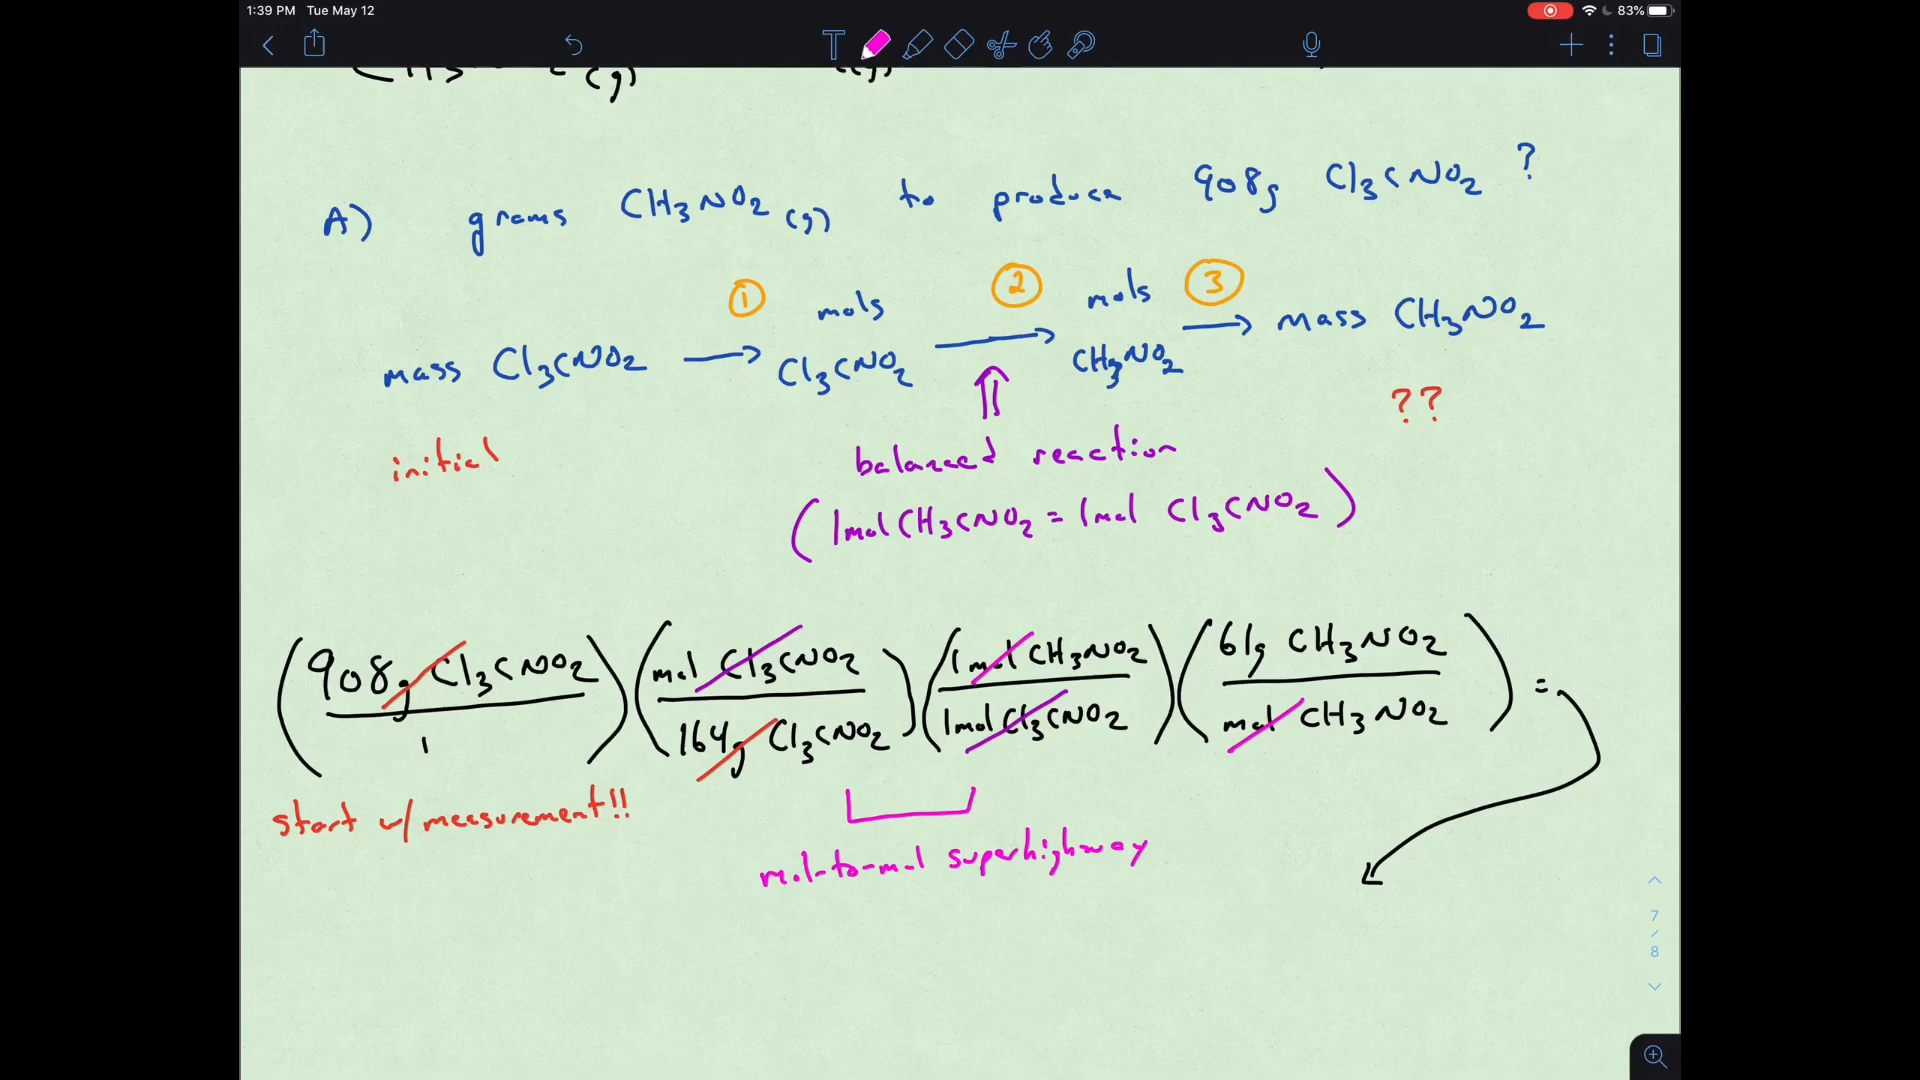 1:39 PM Tue May 12
83%
T
(g)
A) grams CH3NO2 (g) to produce 908g Cl3CNO2 ?
1 2 3
mols mols
mass Cl3CNO2 → Cl3CNO2 → CH3NO2 → mass CH3NO2
??
initial
balanced reaction
(1mol CH3CNO2 = 1mol Cl3CNO2)
(908g Cl3CNO2 / 1) (mol Cl3CNO2 / 164g Cl3CNO2) (1mol CH3NO2 / 1mol Cl3CNO2) (61g CH3NO2 / mol CH3NO2) =
start w/ measurement!!
mol-to-mol superhighway
7
/
8